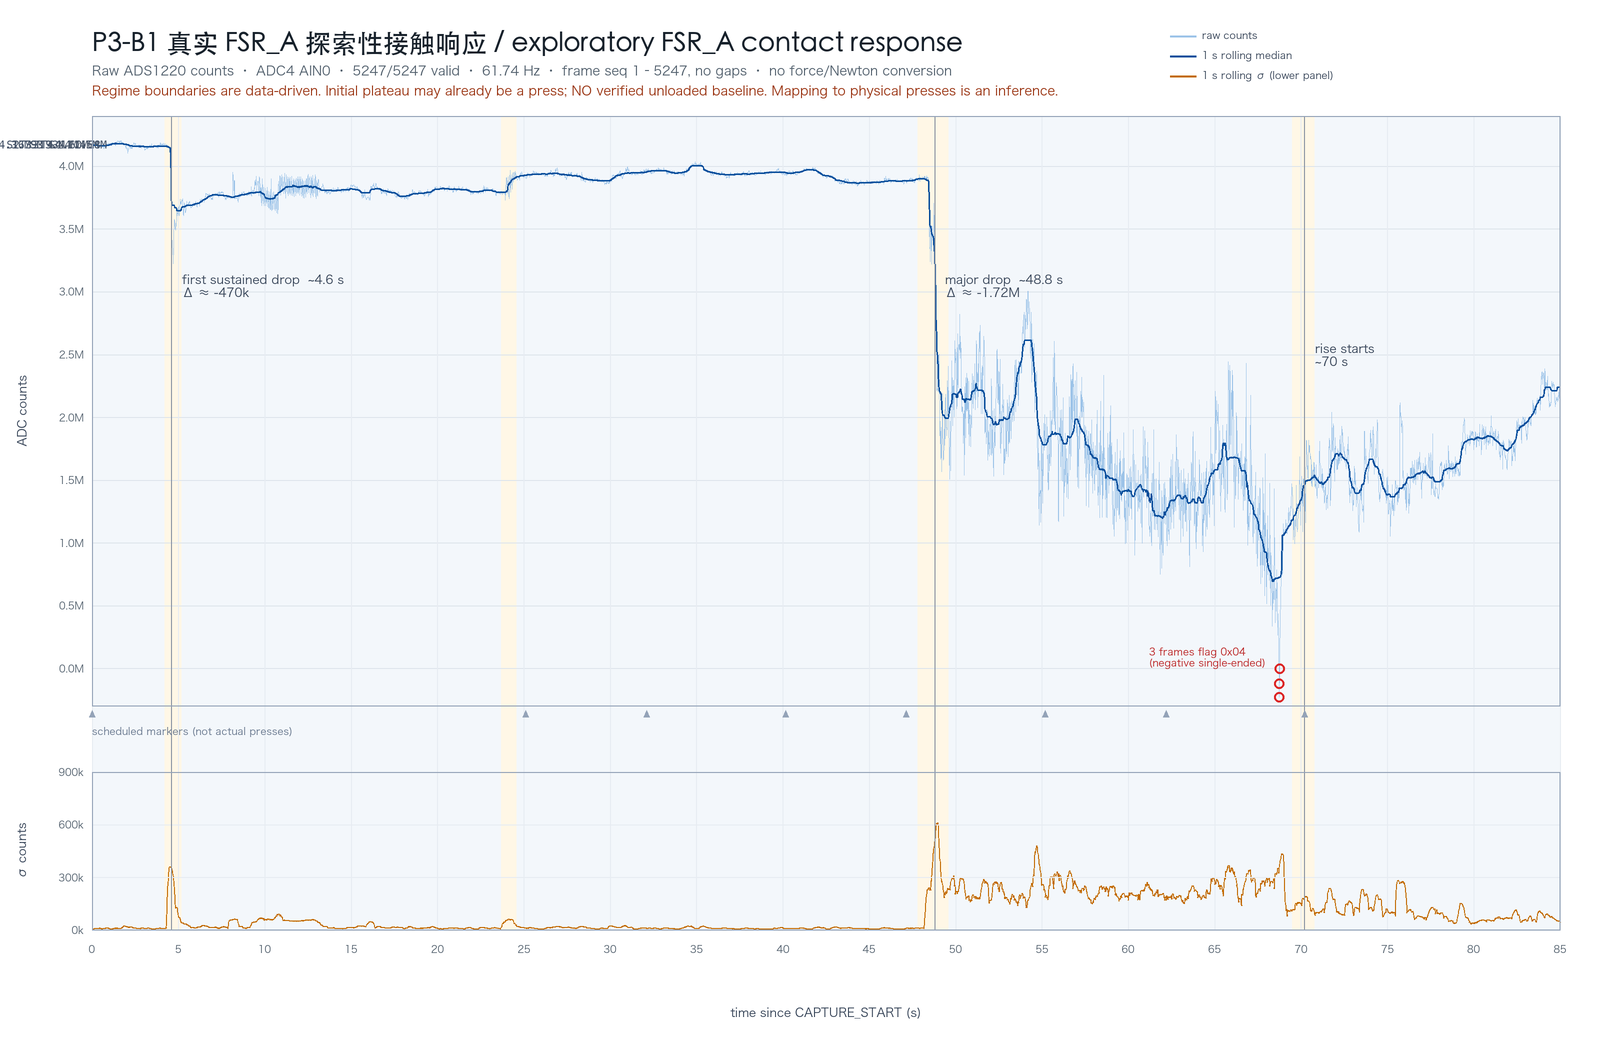 P3-B1 真实 FSR_A 探索性接触响应 / exploratory FSR_A contact response
Raw ADS1220 counts · ADC4 AIN0 · 5247/5247 valid · 61.74 Hz · frame seq 1 - 5247, no gaps · no force/Newton conversion
Regime boundaries are data-driven. Initial plateau may already be a press; NO verified unloaded baseline. Mapping to physical presses is an inference.
raw counts
1 s rolling median
1 s rolling σ (lower panel)
ADC counts
4.0M
3.5M
3.0M
2.5M
2.0M
1.5M
1.0M
0.5M
0.0M
first sustained drop ~4.6 s
Δ ≈ -470k
major drop ~48.8 s
Δ ≈ -1.72M
rise starts
~70 s
3 frames flag 0x04
(negative single-ended)
scheduled markers (not actual presses)
σ counts
900k
600k
300k
0k
0 5 10 15 20 25 30 35 40 45 50 55 60 65 70 75 80 85
time since CAPTURE_START (s)